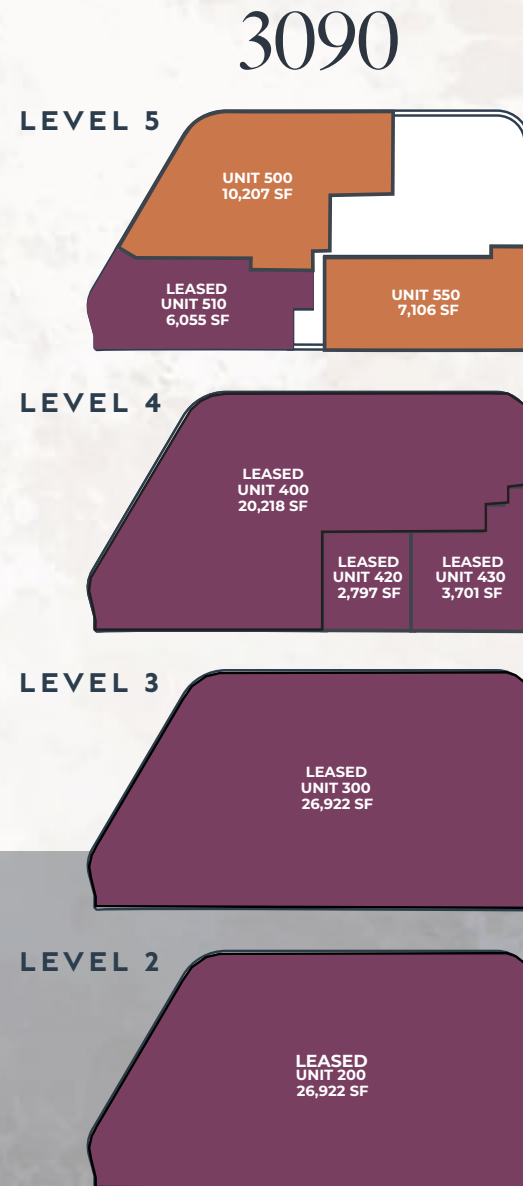 3090
LEVEL 5
UNIT 500
10,207 SF
LEASED
UNIT 510
6,055 SF
UNIT 550
7,106 SF
LEVEL 4
LEASED
UNIT 400
20,218 SF
LEASED
UNIT 420
2,797 SF
LEASED
UNIT 430
3,701 SF
LEVEL 3
LEASED
UNIT 300
26,922 SF
LEVEL 2
LEASED
UNIT 200
26,922 SF